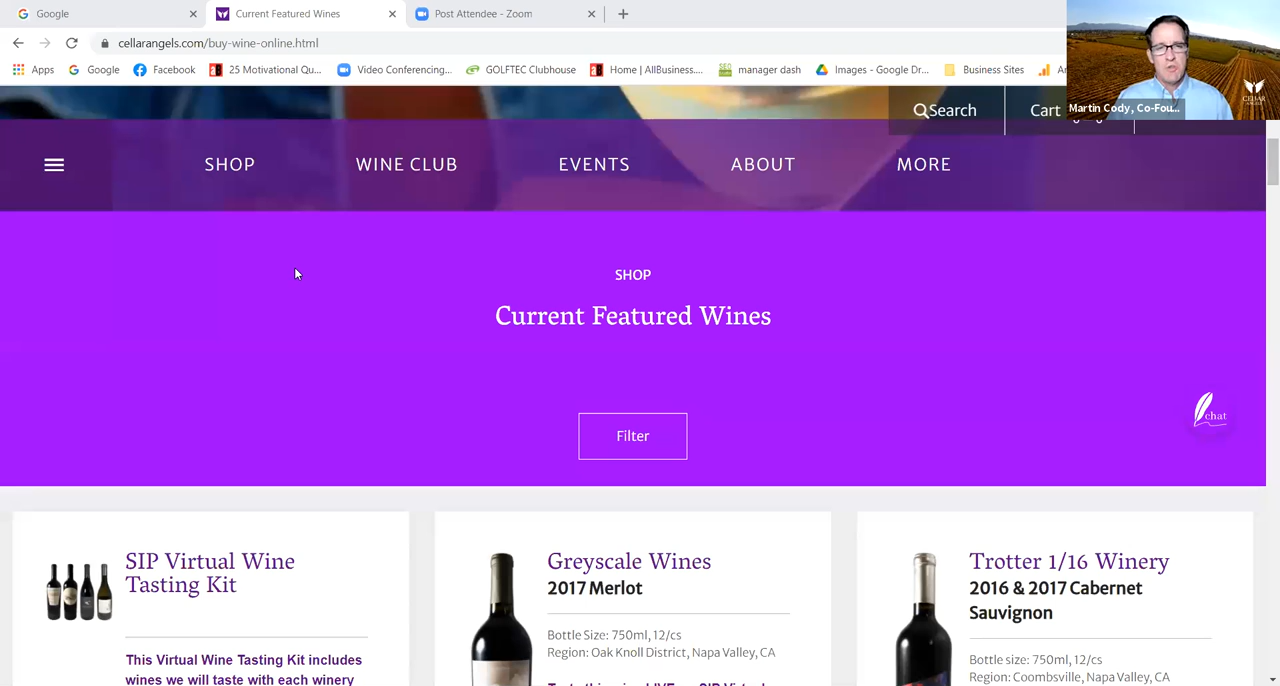 Google
Current Featured Wines
Post Attendee - Zoom
cellarangels.com/buy-wine-online.html
Apps
Google
Facebook
25 Motivational Qu...
Video Conferencing...
GOLFTEC Clubhouse
Home | AllBusiness....
manager dash
Images - Google Dr...
Business Sites
Martin Cody, Co-Fou...
Search
Cart
SHOP
WINE CLUB
EVENTS
ABOUT
MORE
SHOP
Current Featured Wines
Filter
chat
SIP Virtual Wine
Tasting Kit
This Virtual Wine Tasting Kit includes
wines we will taste with each winery
Greyscale Wines
2017 Merlot
Bottle Size: 750ml, 12/cs
Region: Oak Knoll District, Napa Valley, CA
Trotter 1/16 Winery
2016 & 2017 Cabernet
Sauvignon
Bottle size: 750ml, 12/cs
Region: Coombsville, Napa Valley, CA